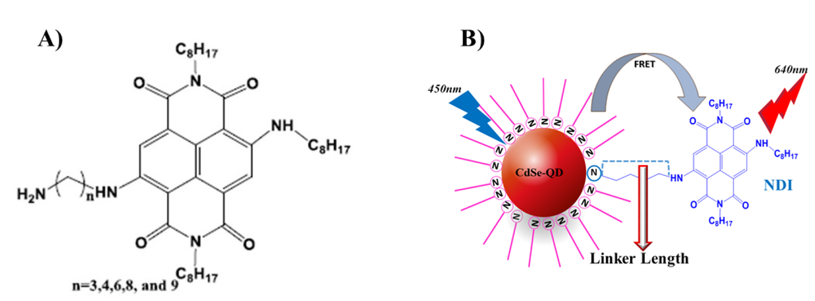 A)
C8H17
O N O
NH
C8H17
H2N ( )n HN
O N O
C8H17
n=3,4,6,8, and 9
B)
450nm
FRET
640nm
N N N N N N N N N N N N N N N N N N N N N N N N
CdSe-QD
N
HN
C8H17
O N O
NH
C8H17
O N O
C8H17
NDI
Linker Length